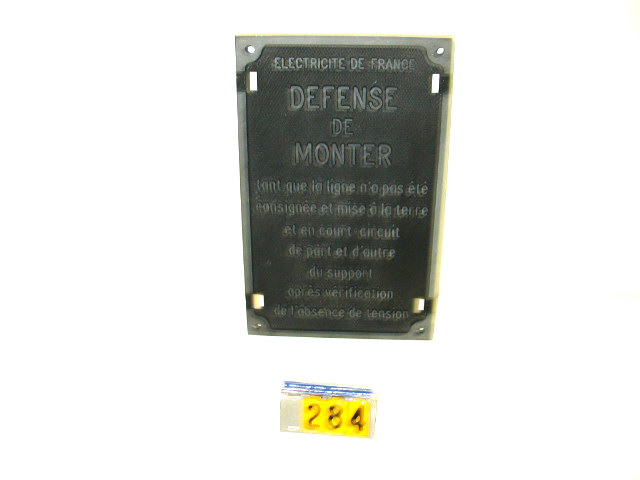 ELECTRICITE DE FRANCE
DEFENSE
DE
MONTER
tant que la ligne n'a pas été
consignée et mise à la terre
et en court-circuit
de part et d'autre
du support
après vérification
de l'absence de tension
284